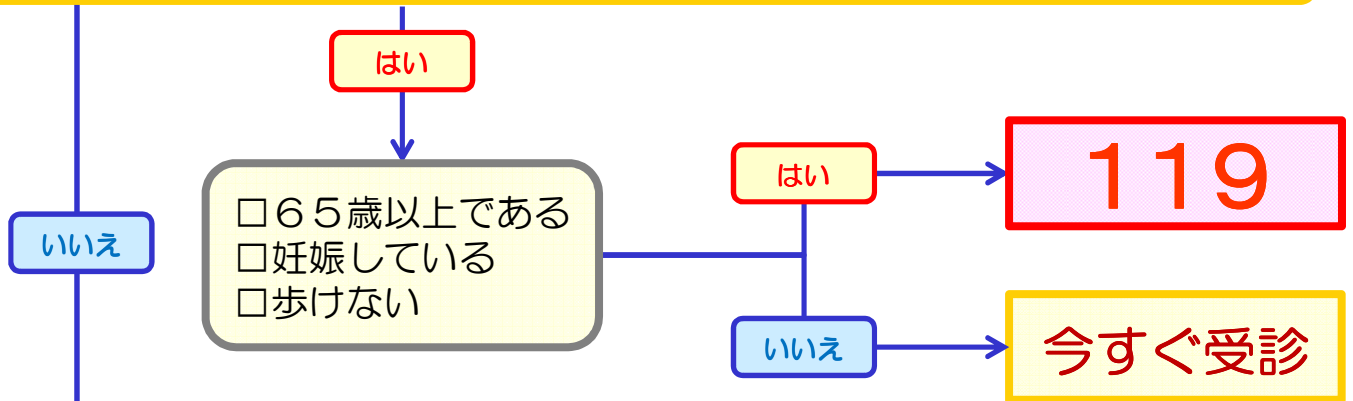 はい
□６５歳以上である
□妊娠している
□歩けない
いいえ
はい
１１９
いいえ
今すぐ受診